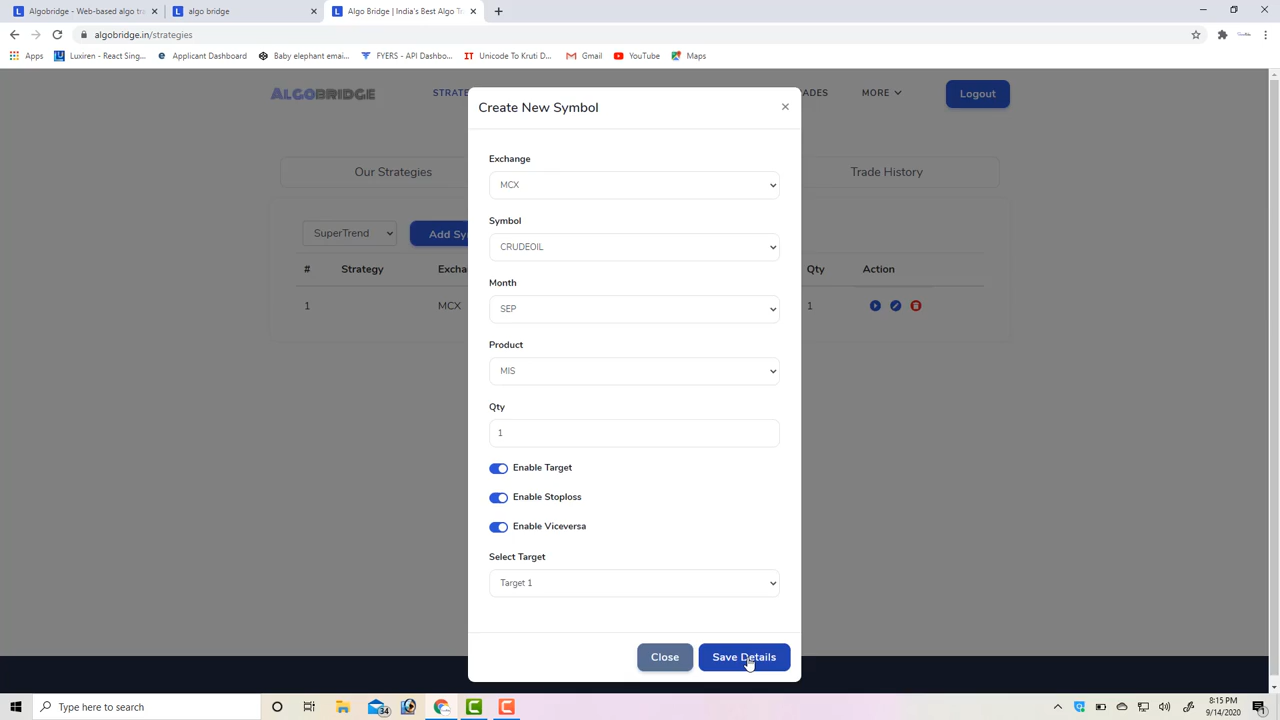 Algobridge - Web-based algo tra
algo bridge
Algo Bridge | India's Best Algo T
algobridge.in/strategies
Apps
Luxiren - React Sing...
Applicant Dashboard
Baby elephant emai...
FYERS - API Dashbo...
Unicode To Kruti D...
Gmail
YouTube
Maps
ALGOBRIDGE
STRATE
ADES
MORE
Logout
Create New Symbol
×
Our Strategies
Trade History
SuperTrend
Add Sy
# Strategy Excha Qty Action
1 MCX 1
Exchange
MCX
Symbol
CRUDEOIL
Month
SEP
Product
MIS
Qty
1
Enable Target
Enable Stoploss
Enable Viceversa
Select Target
Target 1
Close
Save Details
Type here to search
34
8:15 PM
9/14/2020
1